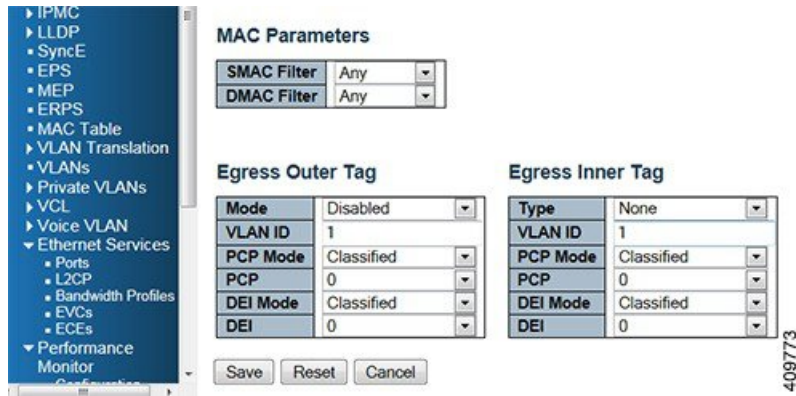 IPMC
LLDP
SyncE
EPS
MEP
ERPS
MAC Table
VLAN Translation
VLANs
Private VLANs
VCL
Voice VLAN
Ethernet Services
Ports
L2CP
Bandwidth Profiles
EVCs
ECEs
Performance
Monitor
Configuration
MAC Parameters
SMAC Filter Any
DMAC Filter Any
Egress Outer Tag
Mode Disabled
VLAN ID 1
PCP Mode Classified
PCP 0
DEI Mode Classified
DEI 0
Egress Inner Tag
Type None
VLAN ID 1
PCP Mode Classified
PCP 0
DEI Mode Classified
DEI 0
Save Reset Cancel
409773